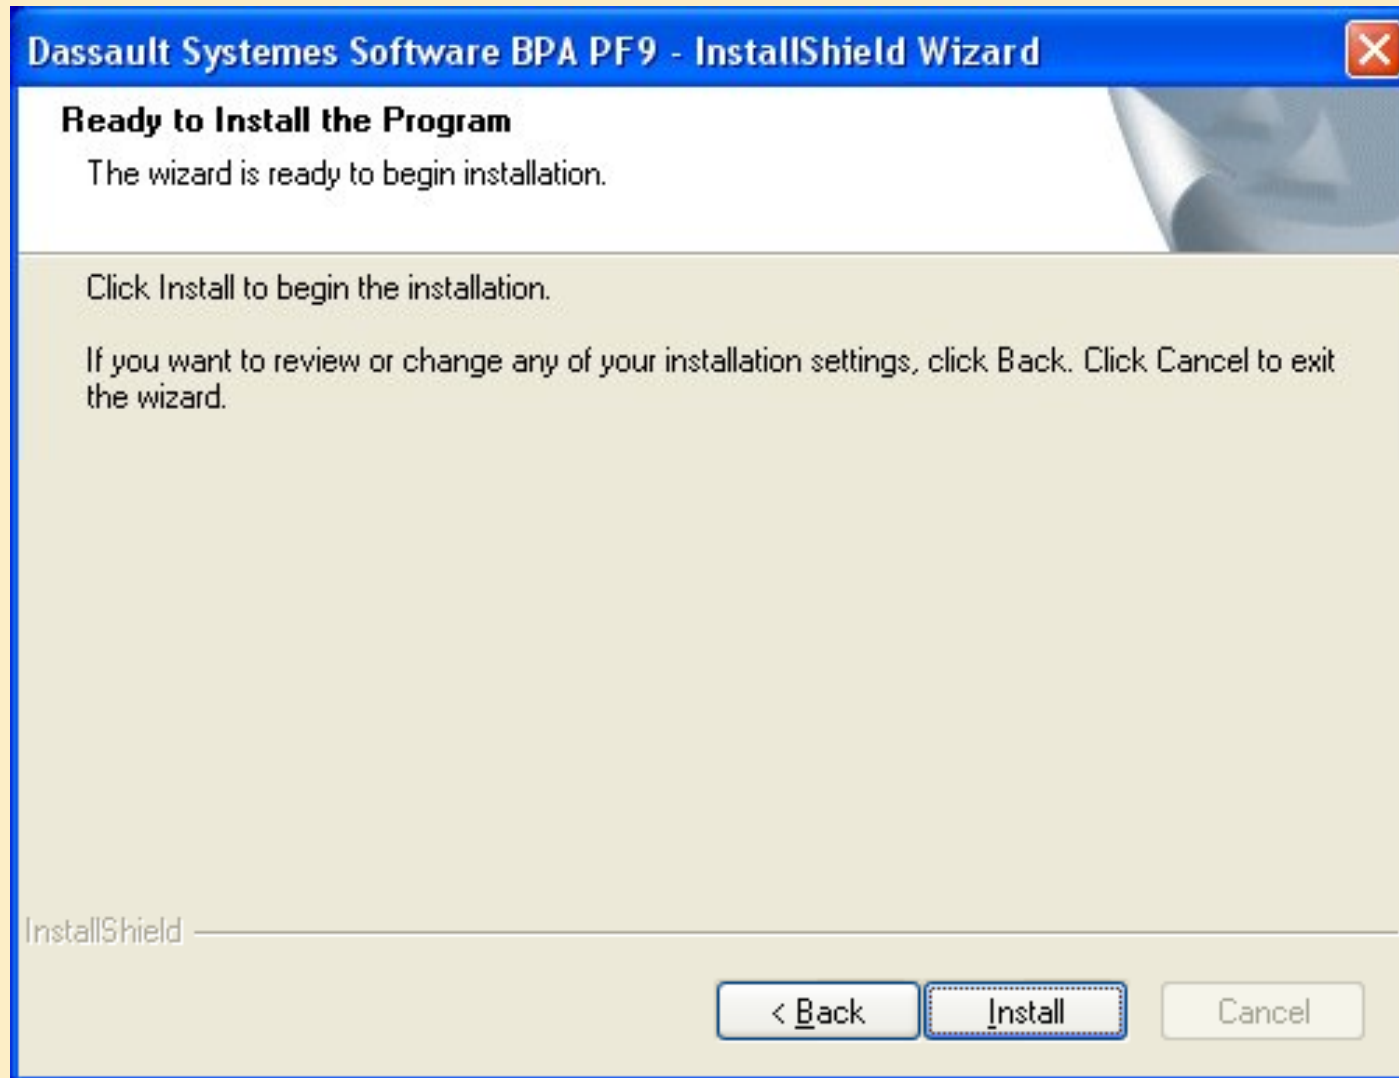 Dassault Systemes Software BPA PF9 - InstallShield Wizard
Ready to Install the Program
The wizard is ready to begin installation.
Click Install to begin the installation.
If you want to review or change any of your installation settings, click Back. Click Cancel to exit
the wizard.
InstallShield
< Back
Install
Cancel